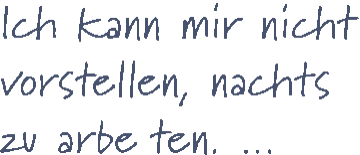 Ich kann mir nicht
vorstellen, nachts
zu arbe ten. ...